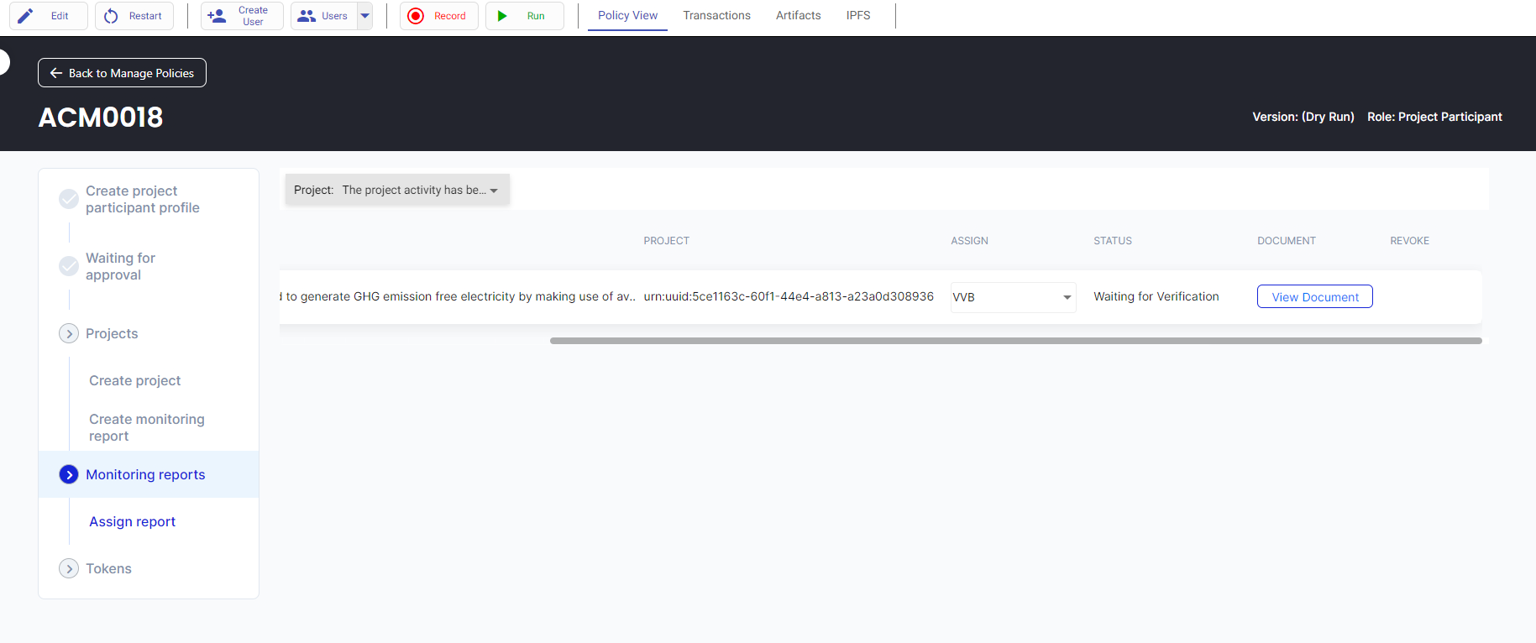 Edit
Restart
Create
User
Users
Record
Run
Policy View
Transactions
Artifacts
IPFS
Back to Manage Policies
ACM0018
Version: (Dry Run) Role: Project Participant
Create project
participant profile
Waiting for
approval
Projects
Create project
Create monitoring
report
Monitoring reports
Assign report
Tokens
Project: The project activity has be...
PROJECT ASSIGN STATUS DOCUMENT REVOKE
d to generate GHG emission free electricity by making use of av.. urn:uuid:5ce1163c-60f1-44e4-a813-a23a0d308936 VVB Waiting for Verification View Document